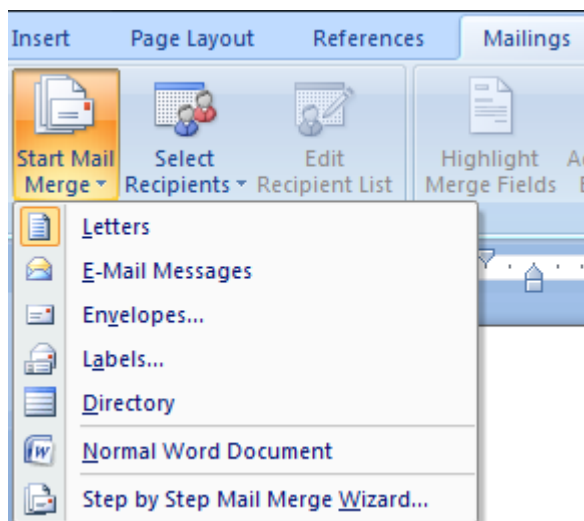 Insert Page Layout References Mailings
Start Mail Select Edit Highlight
Merge Recipients Recipient List Merge Fields
Letters
E-Mail Messages
Envelopes...
Labels...
Directory
Normal Word Document
Step by Step Mail Merge Wizard...